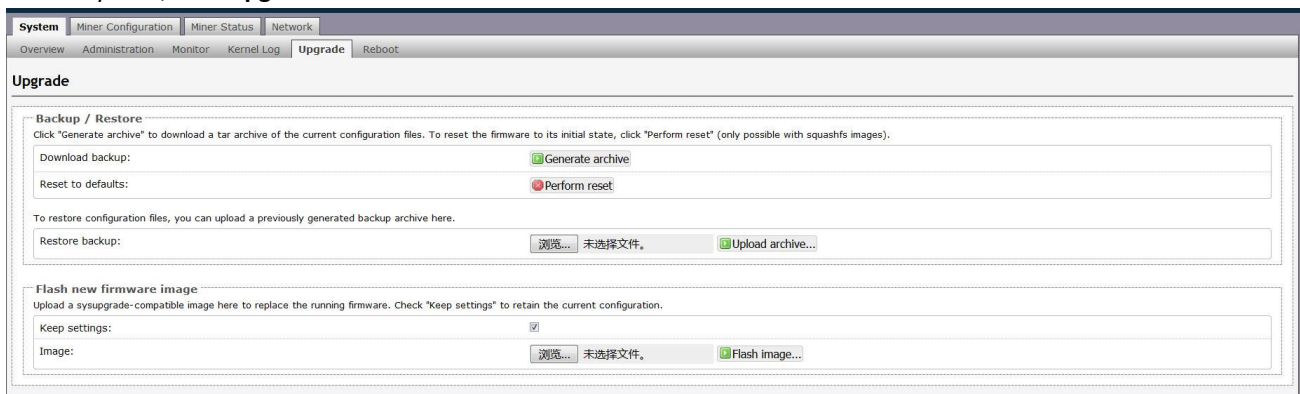 System Miner Configuration Miner Status Network
Overview Administration Monitor Kernel Log Upgrade Reboot
Upgrade
Backup / Restore
Click "Generate archive" to download a tar archive of the current configuration files. To reset the firmware to its initial state, click "Perform reset" (only possible with squashfs images).
Download backup: Generate archive
Reset to defaults: Perform reset
To restore configuration files, you can upload a previously generated backup archive here.
Restore backup: 浏览... 未选择文件。 Upload archive...
Flash new firmware image
Upload a sysupgrade-compatible image here to replace the running firmware. Check "Keep settings" to retain the current configuration.
Keep settings:
Image: 浏览... 未选择文件。 Flash image...